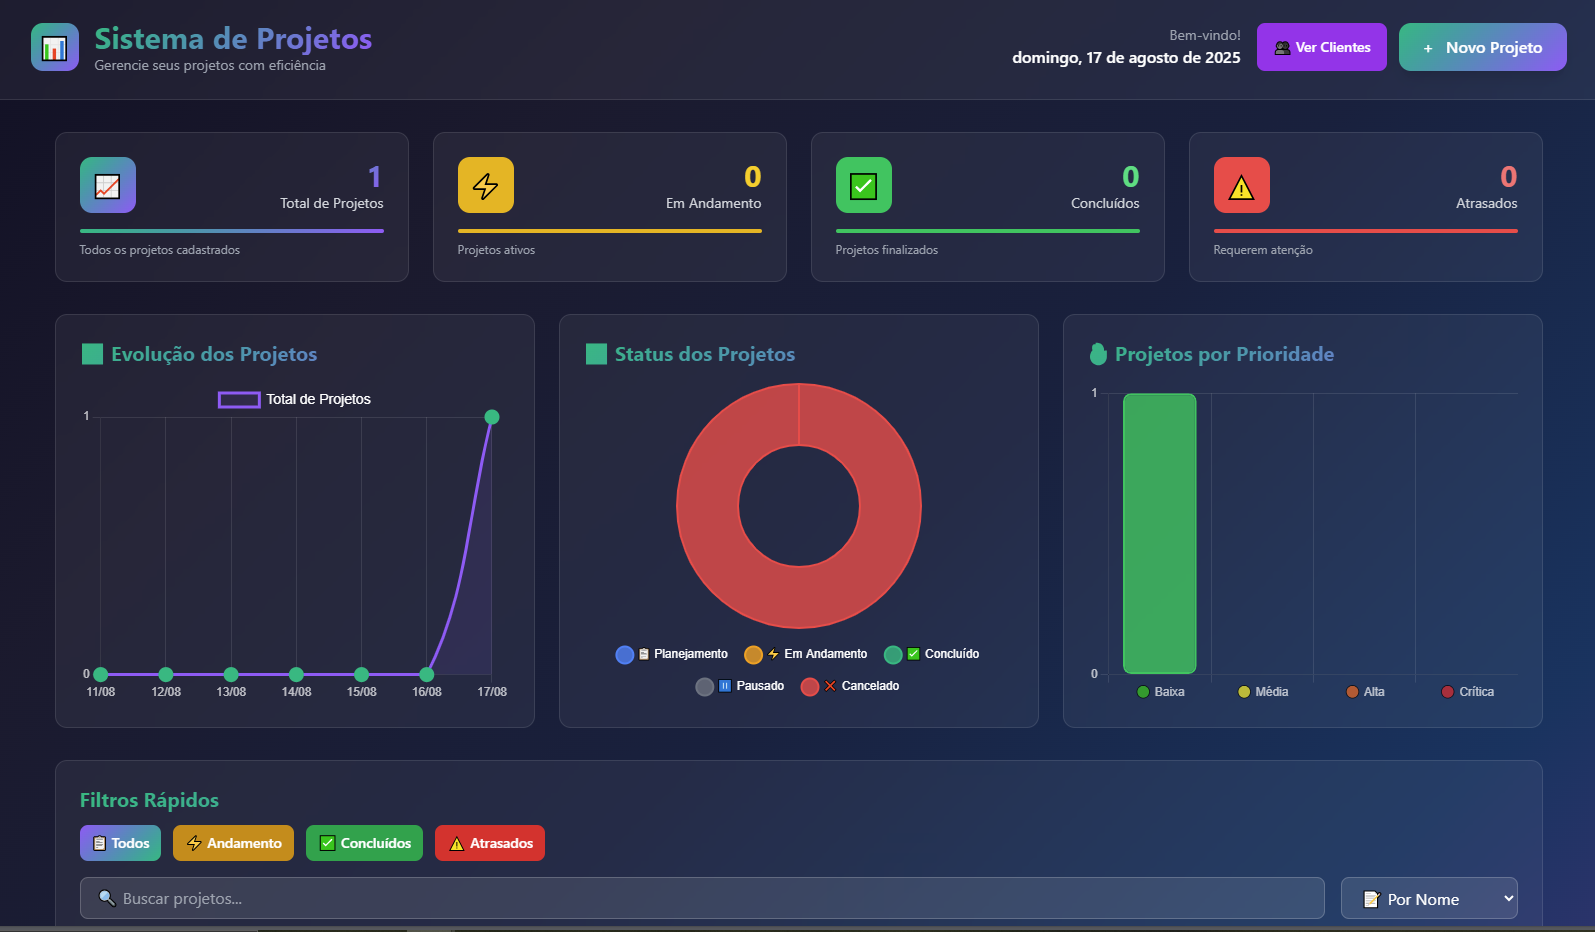 Sistema de Projetos
Gerencie seus projetos com eficiência
Bem-vindo!
domingo, 17 de agosto de 2025
Ver Clientes
+ Novo Projeto
1
Total de Projetos
Todos os projetos cadastrados
0
Em Andamento
Projetos ativos
0
Concluídos
Projetos finalizados
0
Atrasados
Requerem atenção
Evolução dos Projetos
Total de Projetos
1
0
11/08 12/08 13/08 14/08 15/08 16/08 17/08
Status dos Projetos
Planejamento Em Andamento Concluído
Pausado Cancelado
Projetos por Prioridade
1
0
Baixa Média Alta Crítica
Filtros Rápidos
Todos Andamento Concluídos Atrasados
Buscar projetos...
Por Nome